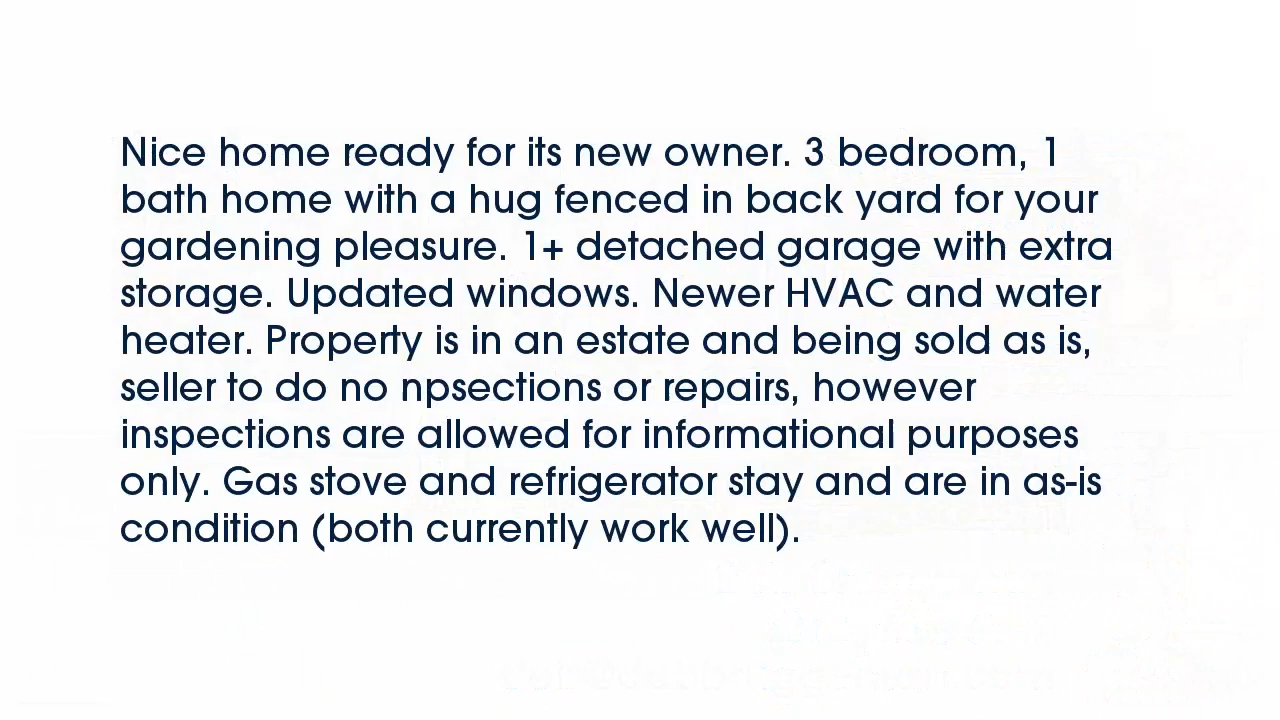 Nice home ready for its new owner. 3 bedroom, 1
bath home with a hug fenced in back yard for your
gardening pleasure. 1+ detached garage with extra
storage. Updated windows. Newer HVAC and water
heater. Property is in an estate and being sold as is,
seller to do no npsections or repairs, however
inspections are allowed for informational purposes
only. Gas stove and refrigerator stay and are in as-is
condition (both currently work well).